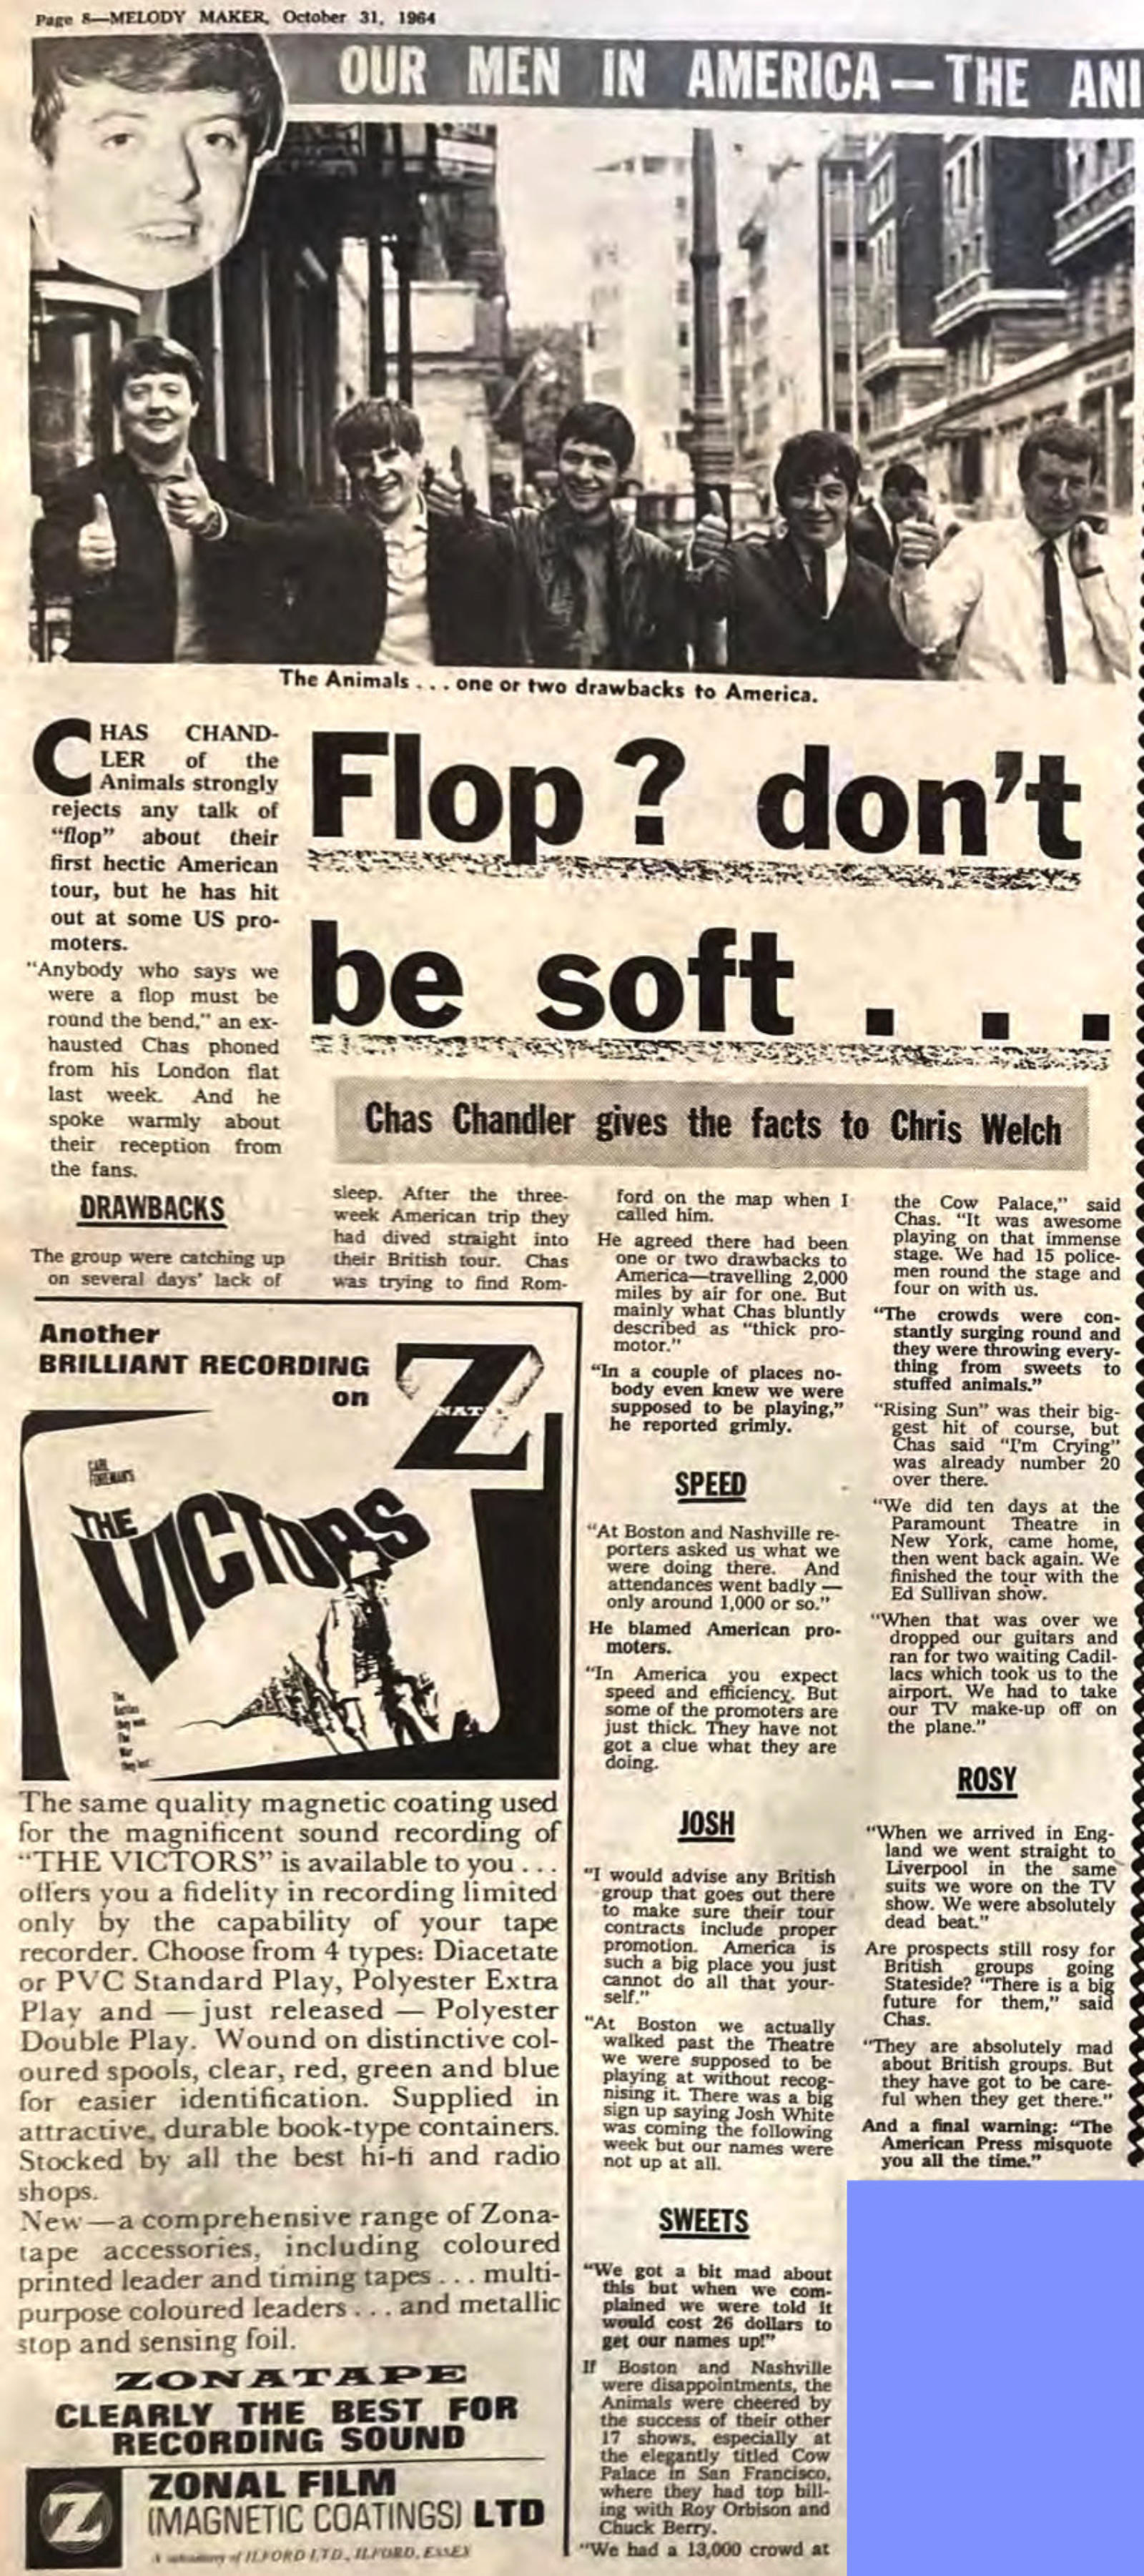 Page 8—MELODY MAKER, October 31, 1964
OUR MEN IN AMERICA — THE ANI
The Animals . . . one or two drawbacks to America.
Flop ? don't
be soft . . .
Chas Chandler gives the facts to Chris Welch
CHAS CHAND-
LER of the
Animals strongly
rejects any talk of
"flop" about their
first hectic American
tour, but he has hit
out at some US pro-
moters.
"Anybody who says we
were a flop must be
round the bend," an ex-
hausted Chas phoned
from his London flat
last week. And he
spoke warmly about
their reception from
the fans.
DRAWBACKS
The group were catching up
on several days' lack of
sleep. After the three-
week American trip they
had dived straight into
their British tour. Chas
was trying to find Rom-
ford on the map when I
called him.
He agreed there had been
one or two drawbacks to
America—travelling 2,000
miles by air for one. But
mainly what Chas bluntly
described as "thick pro-
motor."
"In a couple of places no-
body even knew we were
supposed to be playing,"
he reported grimly.
SPEED
"At Boston and Nashville re-
porters asked us what we
were doing there. And
attendances went badly —
only around 1,000 or so."
He blamed American pro-
moters.
"In America you expect
speed and efficiency. But
some of the promoters are
just thick. They have not
got a clue what they are
doing.
JOSH
"I would advise any British
group that goes out there
to make sure their tour
contracts include proper
promotion. America is
such a big place you just
cannot do all that your-
self."
"At Boston we actually
walked past the Theatre
we were supposed to be
playing at without recog-
nising it. There was a big
sign up saying Josh White
was coming the following
week but our names were
not up at all.
SWEETS
"We got a bit mad about
this but when we com-
plained we were told it
would cost 26 dollars to
get our names up!"
If Boston and Nashville
were disappointments, the
Animals were cheered by
the success of their other
17 shows, especially at
the elegantly titled Cow
Palace in San Francisco,
where they had top bill-
ing with Roy Orbison and
Chuck Berry.
"We had a 13,000 crowd at
the Cow Palace," said
Chas. "It was awesome
playing on that immense
stage. We had 15 police-
men round the stage and
four on with us.
"The crowds were con-
stantly surging round and
they were throwing every-
thing from sweets to
stuffed animals."
"Rising Sun" was their big-
gest hit of course, but
Chas said "I'm Crying"
was already number 20
over there.
"We did ten days at the
Paramount Theatre in
New York, came home,
then went back again. We
finished the tour with the
Ed Sullivan show.
"When that was over we
dropped our guitars and
ran for two waiting Cadil-
lacs which took us to the
airport. We had to take
our TV make-up off on
the plane."
ROSY
"When we arrived in Eng-
land we went straight to
Liverpool in the same
suits we wore on the TV
show. We were absolutely
dead beat."
Are prospects still rosy for
British groups going
Stateside? "There is a big
future for them," said
Chas.
"They are absolutely mad
about British groups. But
they have got to be care-
ful when they get there."
And a final warning: "The
American Press misquote
you all the time."
Another
BRILLIANT RECORDING
on
Z
CARL
FOREMAN'S
THE
VICTORS
The
Battles
they won.
The
War
they lost.
The same quality magnetic coating used
for the magnificent sound recording of
"THE VICTORS" is available to you . . .
offers you a fidelity in recording limited
only by the capability of your tape
recorder. Choose from 4 types: Diacetate
or PVC Standard Play, Polyester Extra
Play and — just released — Polyester
Double Play. Wound on distinctive col-
oured spools, clear, red, green and blue
for easier identification. Supplied in
attractive, durable book-type containers.
Stocked by all the best hi-fi and radio
shops.
New—a comprehensive range of Zona-
tape accessories, including coloured
printed leader and timing tapes . . . multi-
purpose coloured leaders . . . and metallic
stop and sensing foil.
ZONATAPE
CLEARLY THE BEST FOR
RECORDING SOUND
Z
ZONAL FILM
(MAGNETIC COATINGS) LTD
A subsidiary of ILFORD LTD., ILFORD, ESSEX